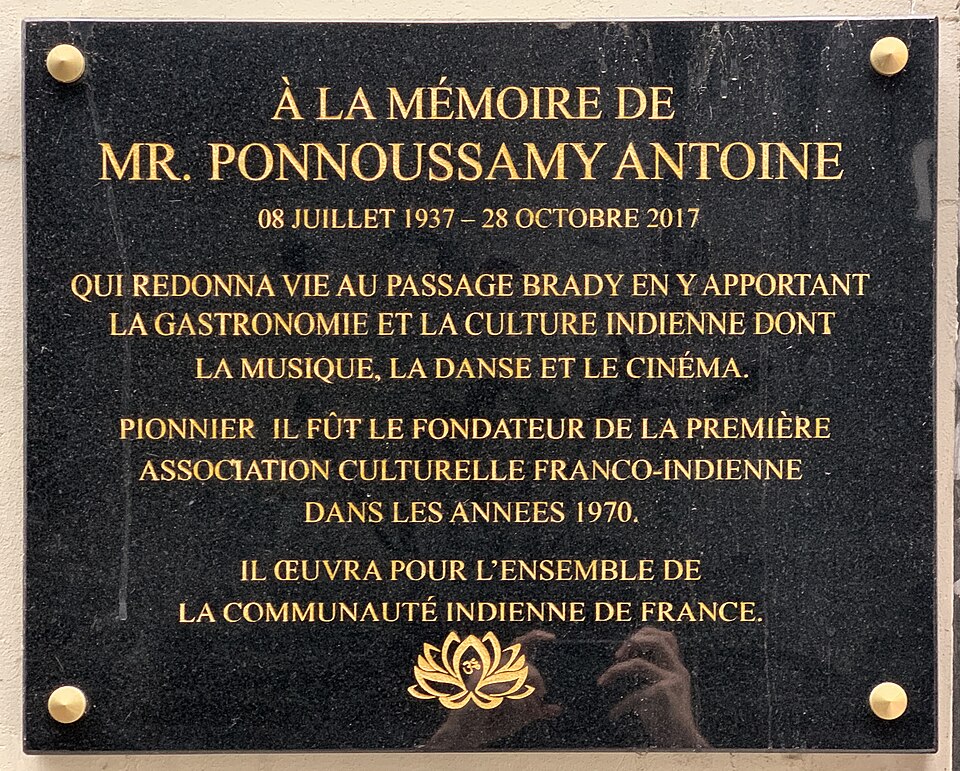 À LA MÉMOIRE DE
MR. PONNOUSSAMY ANTOINE
08 JUILLET 1937 – 28 OCTOBRE 2017
QUI REDONNA VIE AU PASSAGE BRADY EN Y APPORTANT
LA GASTRONOMIE ET LA CULTURE INDIENNE DONT
LA MUSIQUE, LA DANSE ET LE CINÉMA.
PIONNIER IL FÛT LE FONDATEUR DE LA PREMIÈRE
ASSOCIATION CULTURELLE FRANCO-INDIENNE
DANS LES ANNEES 1970.
IL ŒUVRA POUR L’ENSEMBLE DE
LA COMMUNAUTÉ INDIENNE DE FRANCE.
ॐ